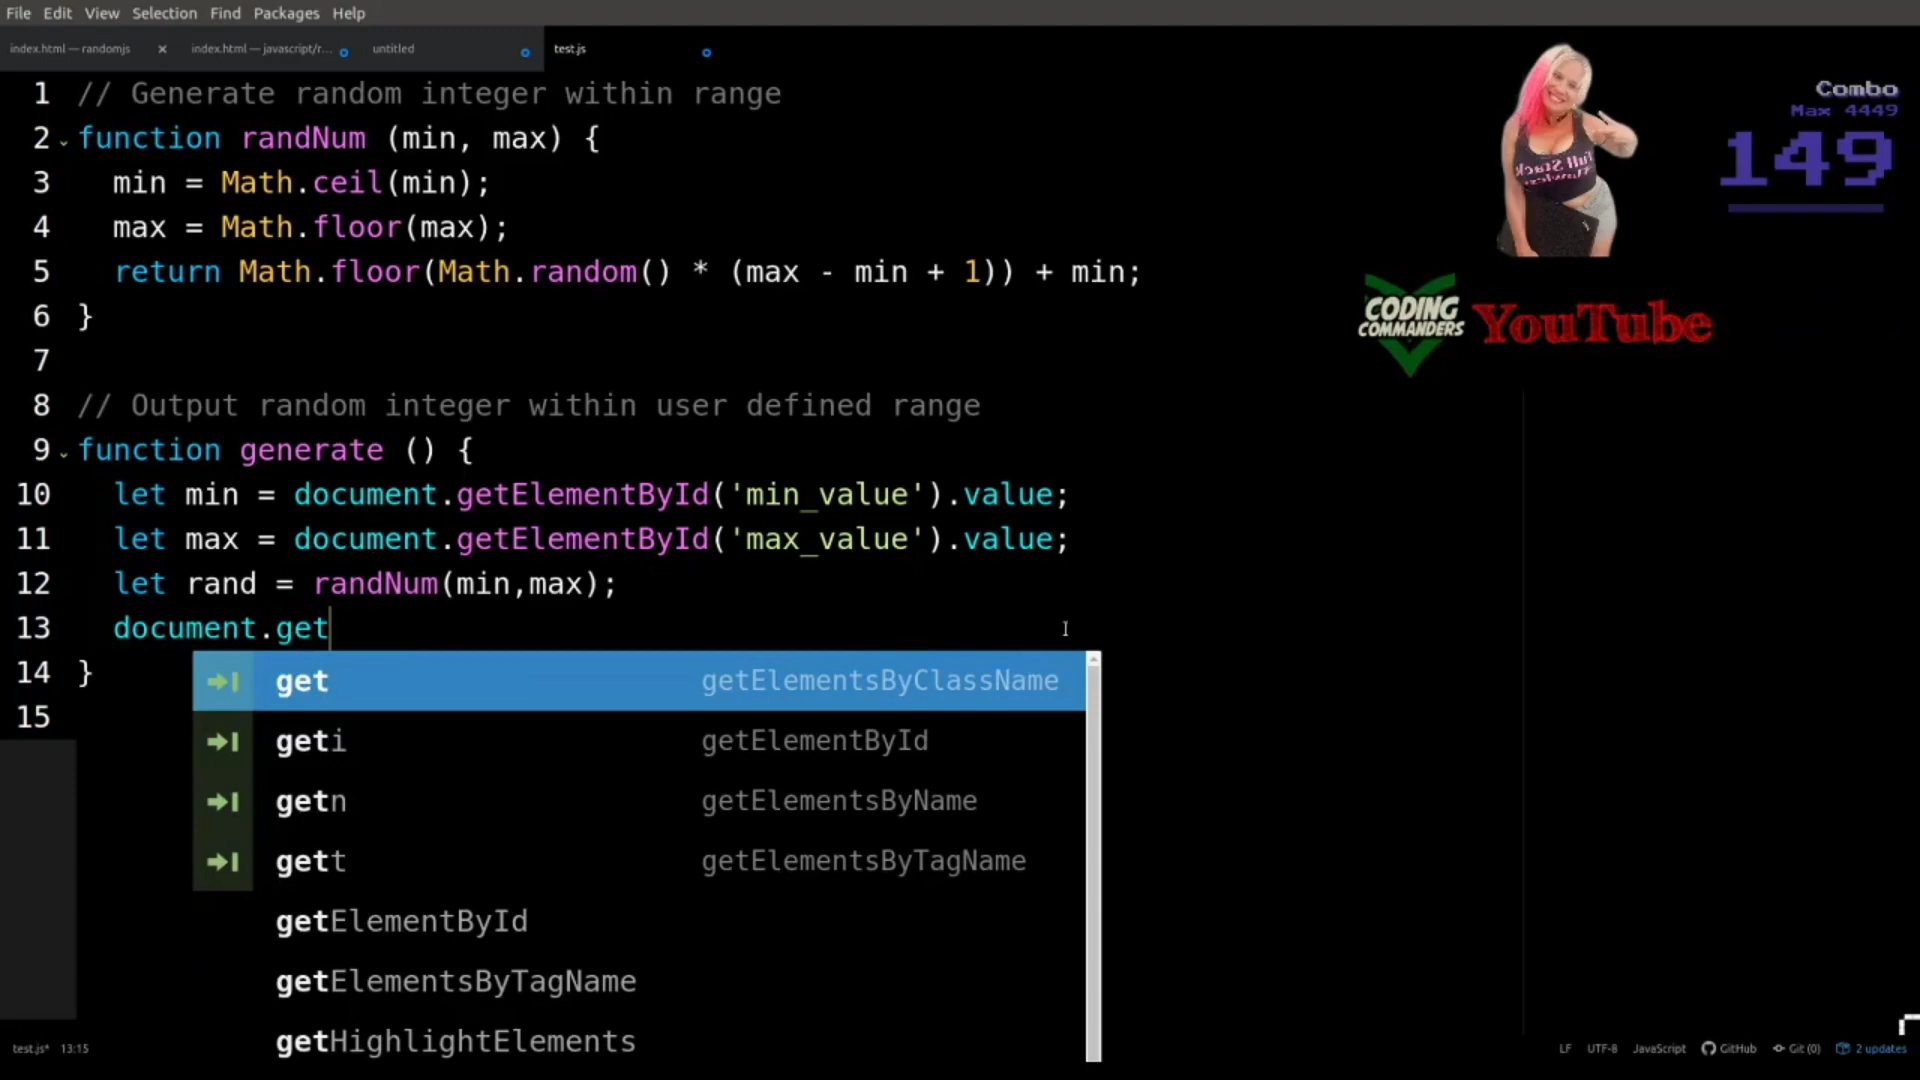 File Edit View Selection Find Packages Help
index.html — randomjs
index.html — javascript/r...
untitled
test.js
1 // Generate random integer within range
2 function randNum (min, max) {
3 min = Math.ceil(min);
4 max = Math.floor(max);
5 return Math.floor(Math.random() * (max - min + 1)) + min;
6 }
7
8 // Output random integer within user defined range
9 function generate () {
10 let min = document.getElementById('min_value').value;
11 let max = document.getElementById('max_value').value;
12 let rand = randNum(min,max);
13 document.get
14 }
15
get getElementsByClassName
geti getElementById
getn getElementsByName
gett getElementsByTagName
getElementById
getElementsByTagName
getHighlightElements
Combo
Max 4449
149
Full Stack
CODING
COMMANDERS
YouTube
test.js* 13:15
LF UTF-8 JavaScript GitHub Git (0) 2 updates